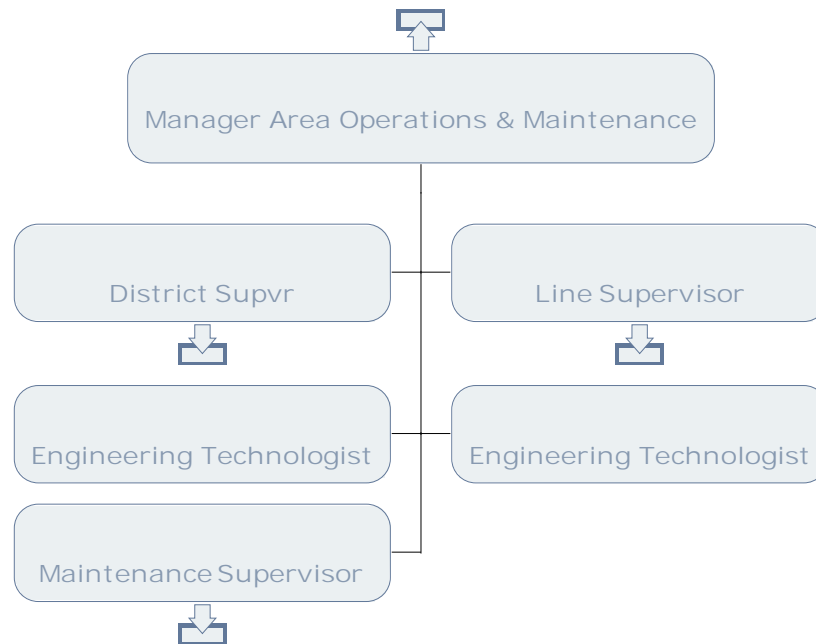 Manager Area Operations & Maintenance
District Supvr
Line Supervisor
Engineering Technologist
Engineering Technologist
Maintenance Supervisor